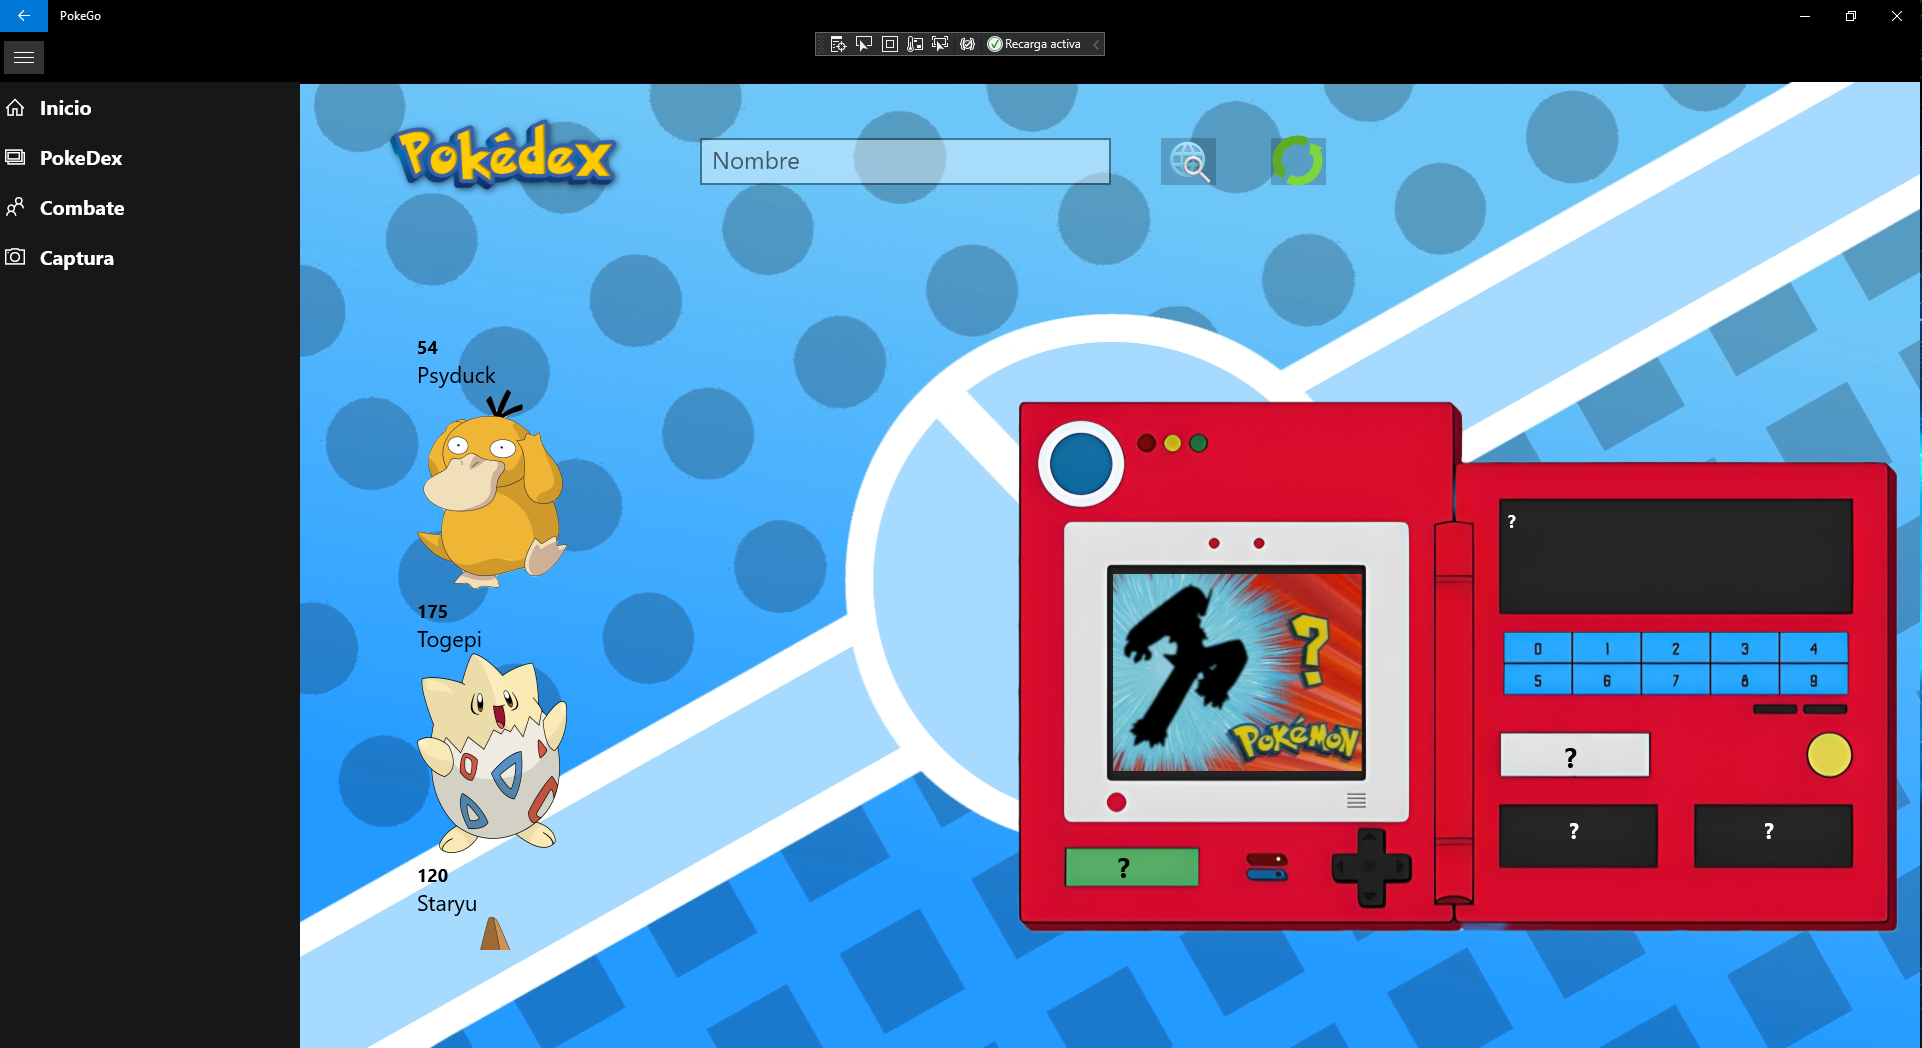 PokeGo
Recarga activa
Inicio
PokeDex
Combate
Captura
Pokédex
Nombre
54
Psyduck
175
Togepi
120
Staryu
?
POKéMON
?
0 1 2 3 4
5 6 7 8 9
?
?
?
?